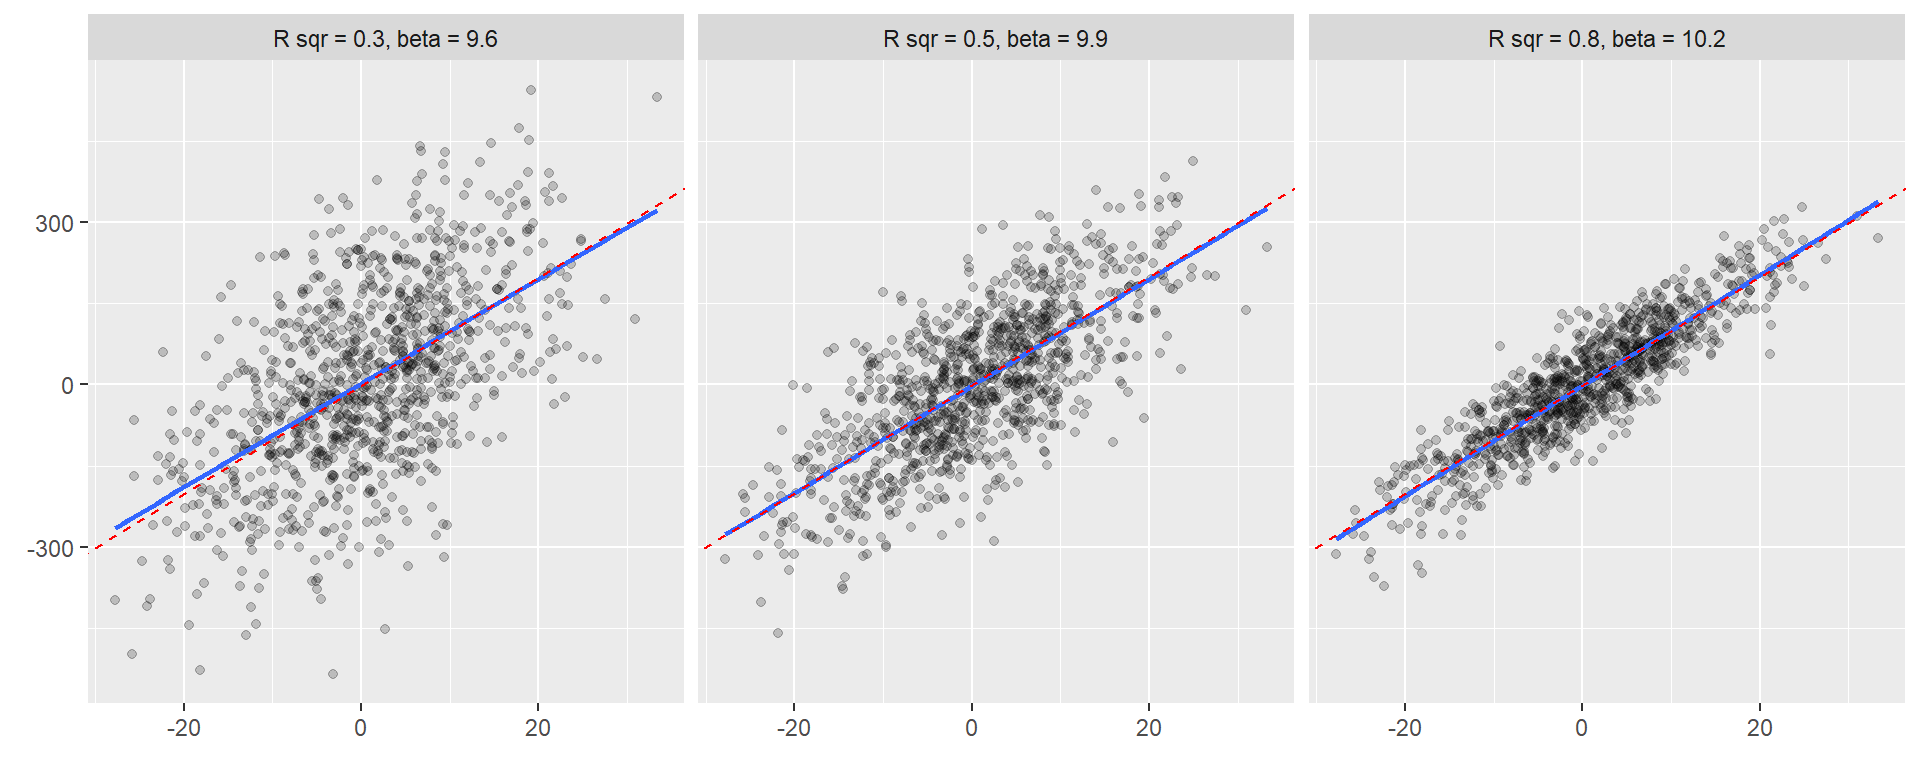 R sqr = 0.3, beta = 9.6
R sqr = 0.5, beta = 9.9
R sqr = 0.8, beta = 10.2
300
0
-300
-20 0 20
-20 0 20
-20 0 20